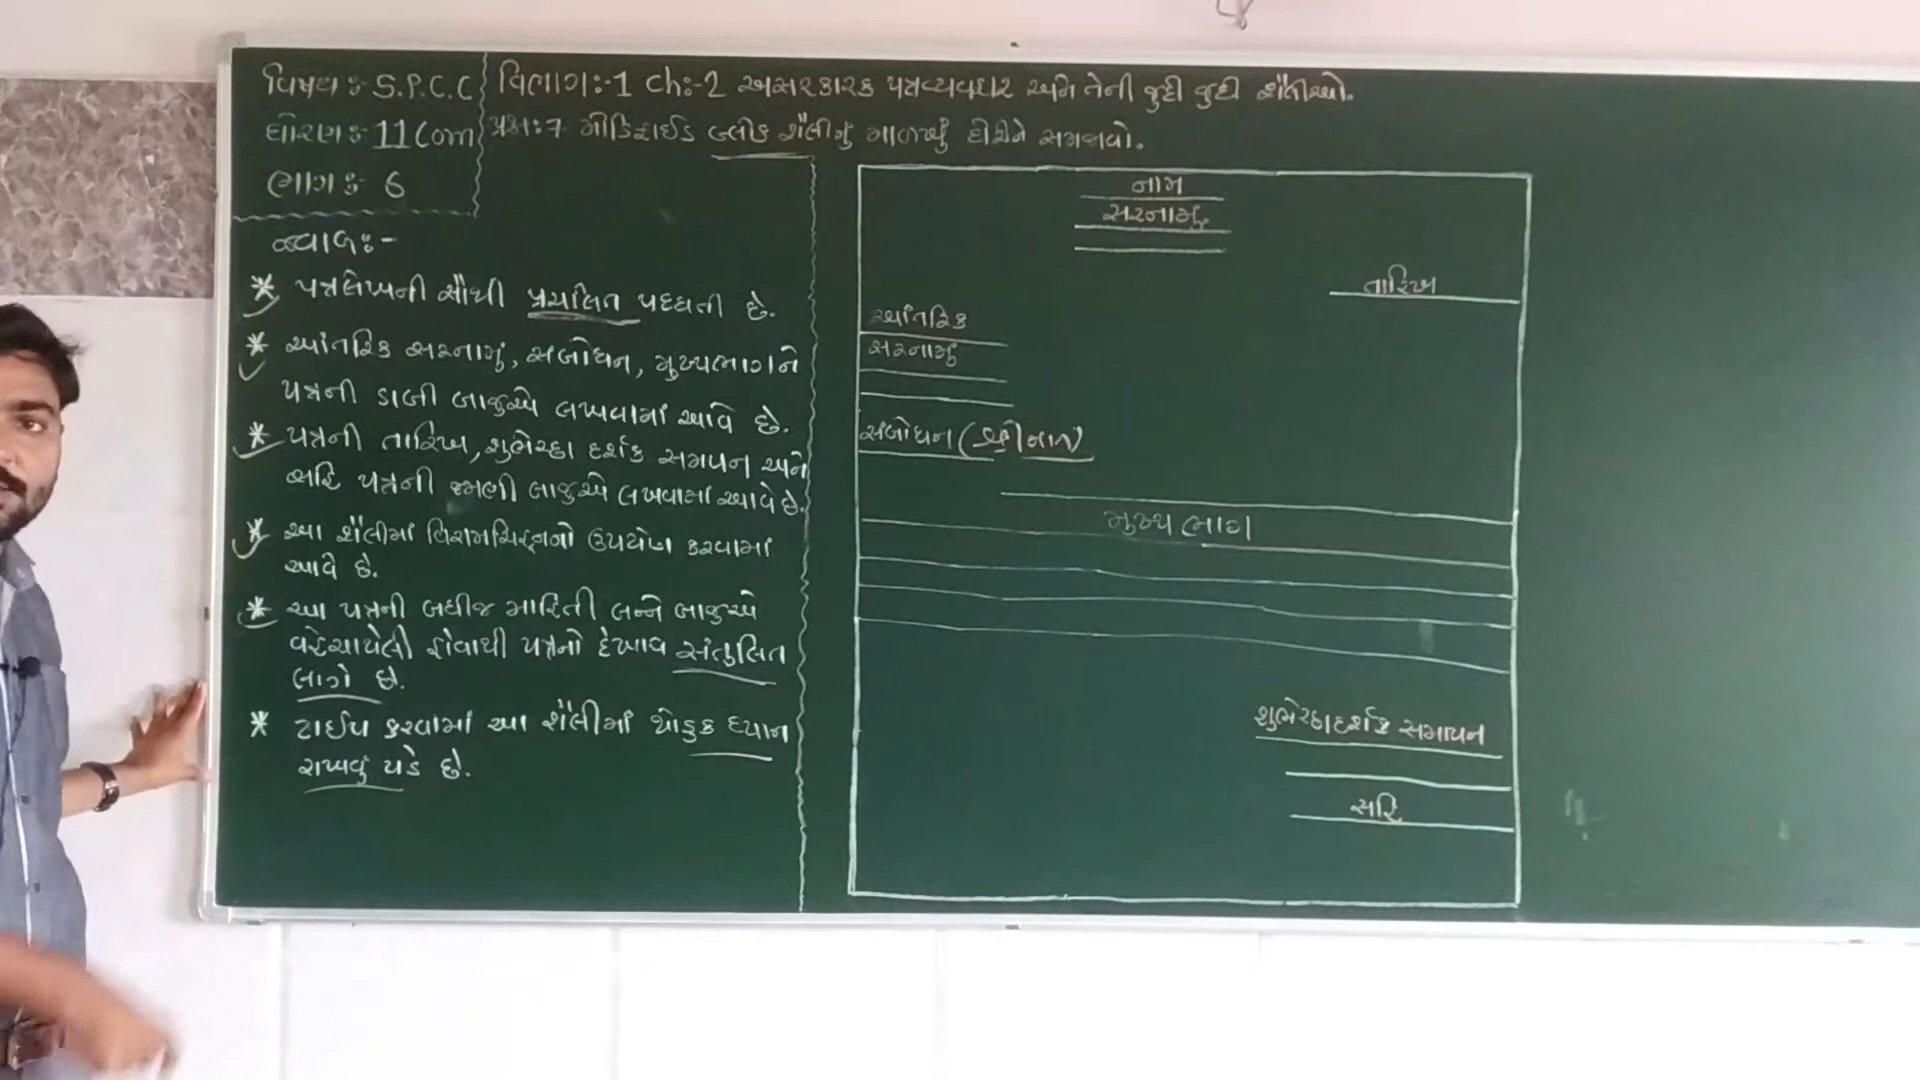 વિષય :- S.P.C.C
ધોરણ :- 11 Com
ભાગ :- 6
વિભાગ:-1 Ch:-2 અસરકારક પત્રવ્યવહાર અને તેની જુદી જુદી શૈલીઓ.
પ્રશ્ન:7 મોડિફાઈડ બ્લોક શૈલીનું માળખું દોરીને સમજાવો.
જવાબ:-
* પત્રલેખનની સૌથી પ્રચલિત પધ્ધતી છે.
* આંતરિક સરનામું, સંબોધન, મુખ્યભાગને
પત્રની ડાબી બાજુએ લખવામાં આવે છે.
* પત્રની તારિખ, શુભેચ્છા દર્શક સમાપન અને
સહિ પત્રની જમણી બાજુએ લખવામાં આવે છે.
* આ શૈલીમાં વિરામચિહ્નનો ઉપયોગ કરવામાં
આવે છે.
* આ પત્રની બધીજ માહિતી બન્ને બાજુએ
વહેચાયેલી હોવાથી પત્રનો દેખાવ સંતુલિત
લાગે છે.
* ટાઈપ કરવામાં આ શૈલીમાં થોડુક ધ્યાન
રાખવું પડે છે.
નામ
સરનામું
તારિખ
આંતરિક
સરનામું
સંબોધન (શ્રીમાન)
મુખ્ય ભાગ
શુભેચ્છાદર્શક સમાપન
સહિ